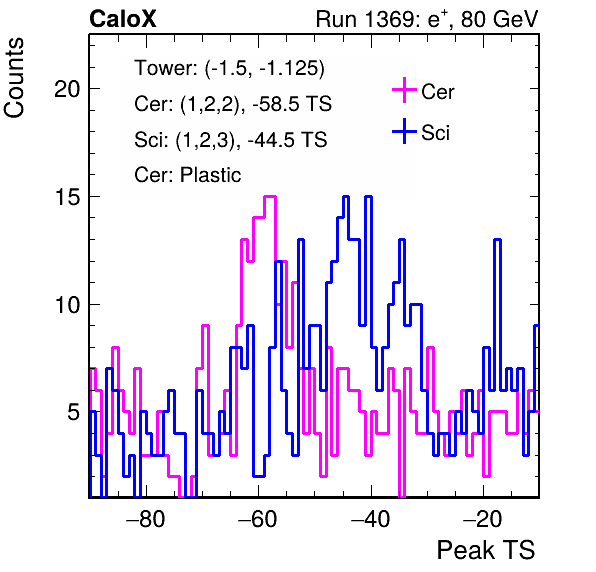 CaloX
Run 1369: e+, 80 GeV
Counts
Tower: (-1.5, -1.125)
Cer: (1,2,2), -58.5 TS
Sci: (1,2,3), -44.5 TS
Cer: Plastic
Cer
Sci
20
15
10
5
−80 −60 −40 −20
Peak TS